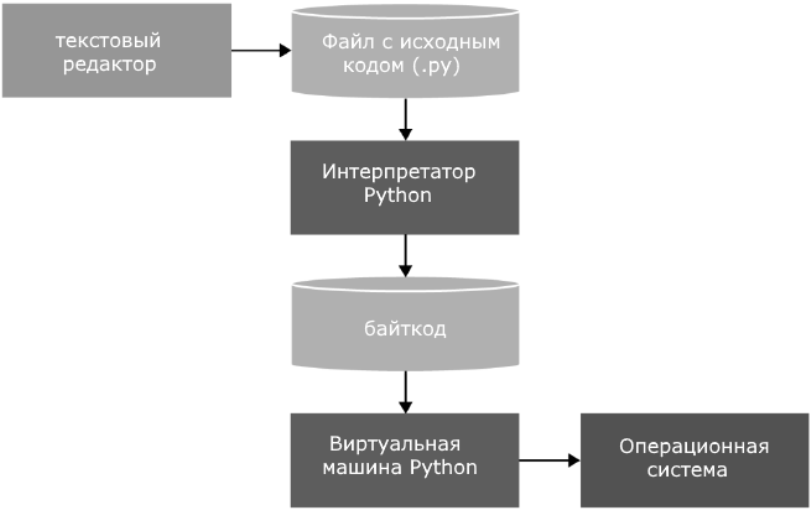 текстовый
редактор
Файл с исходным
кодом (.py)
Интерпретатор
Python
байткод
Виртуальная
машина Python
Операционная
система